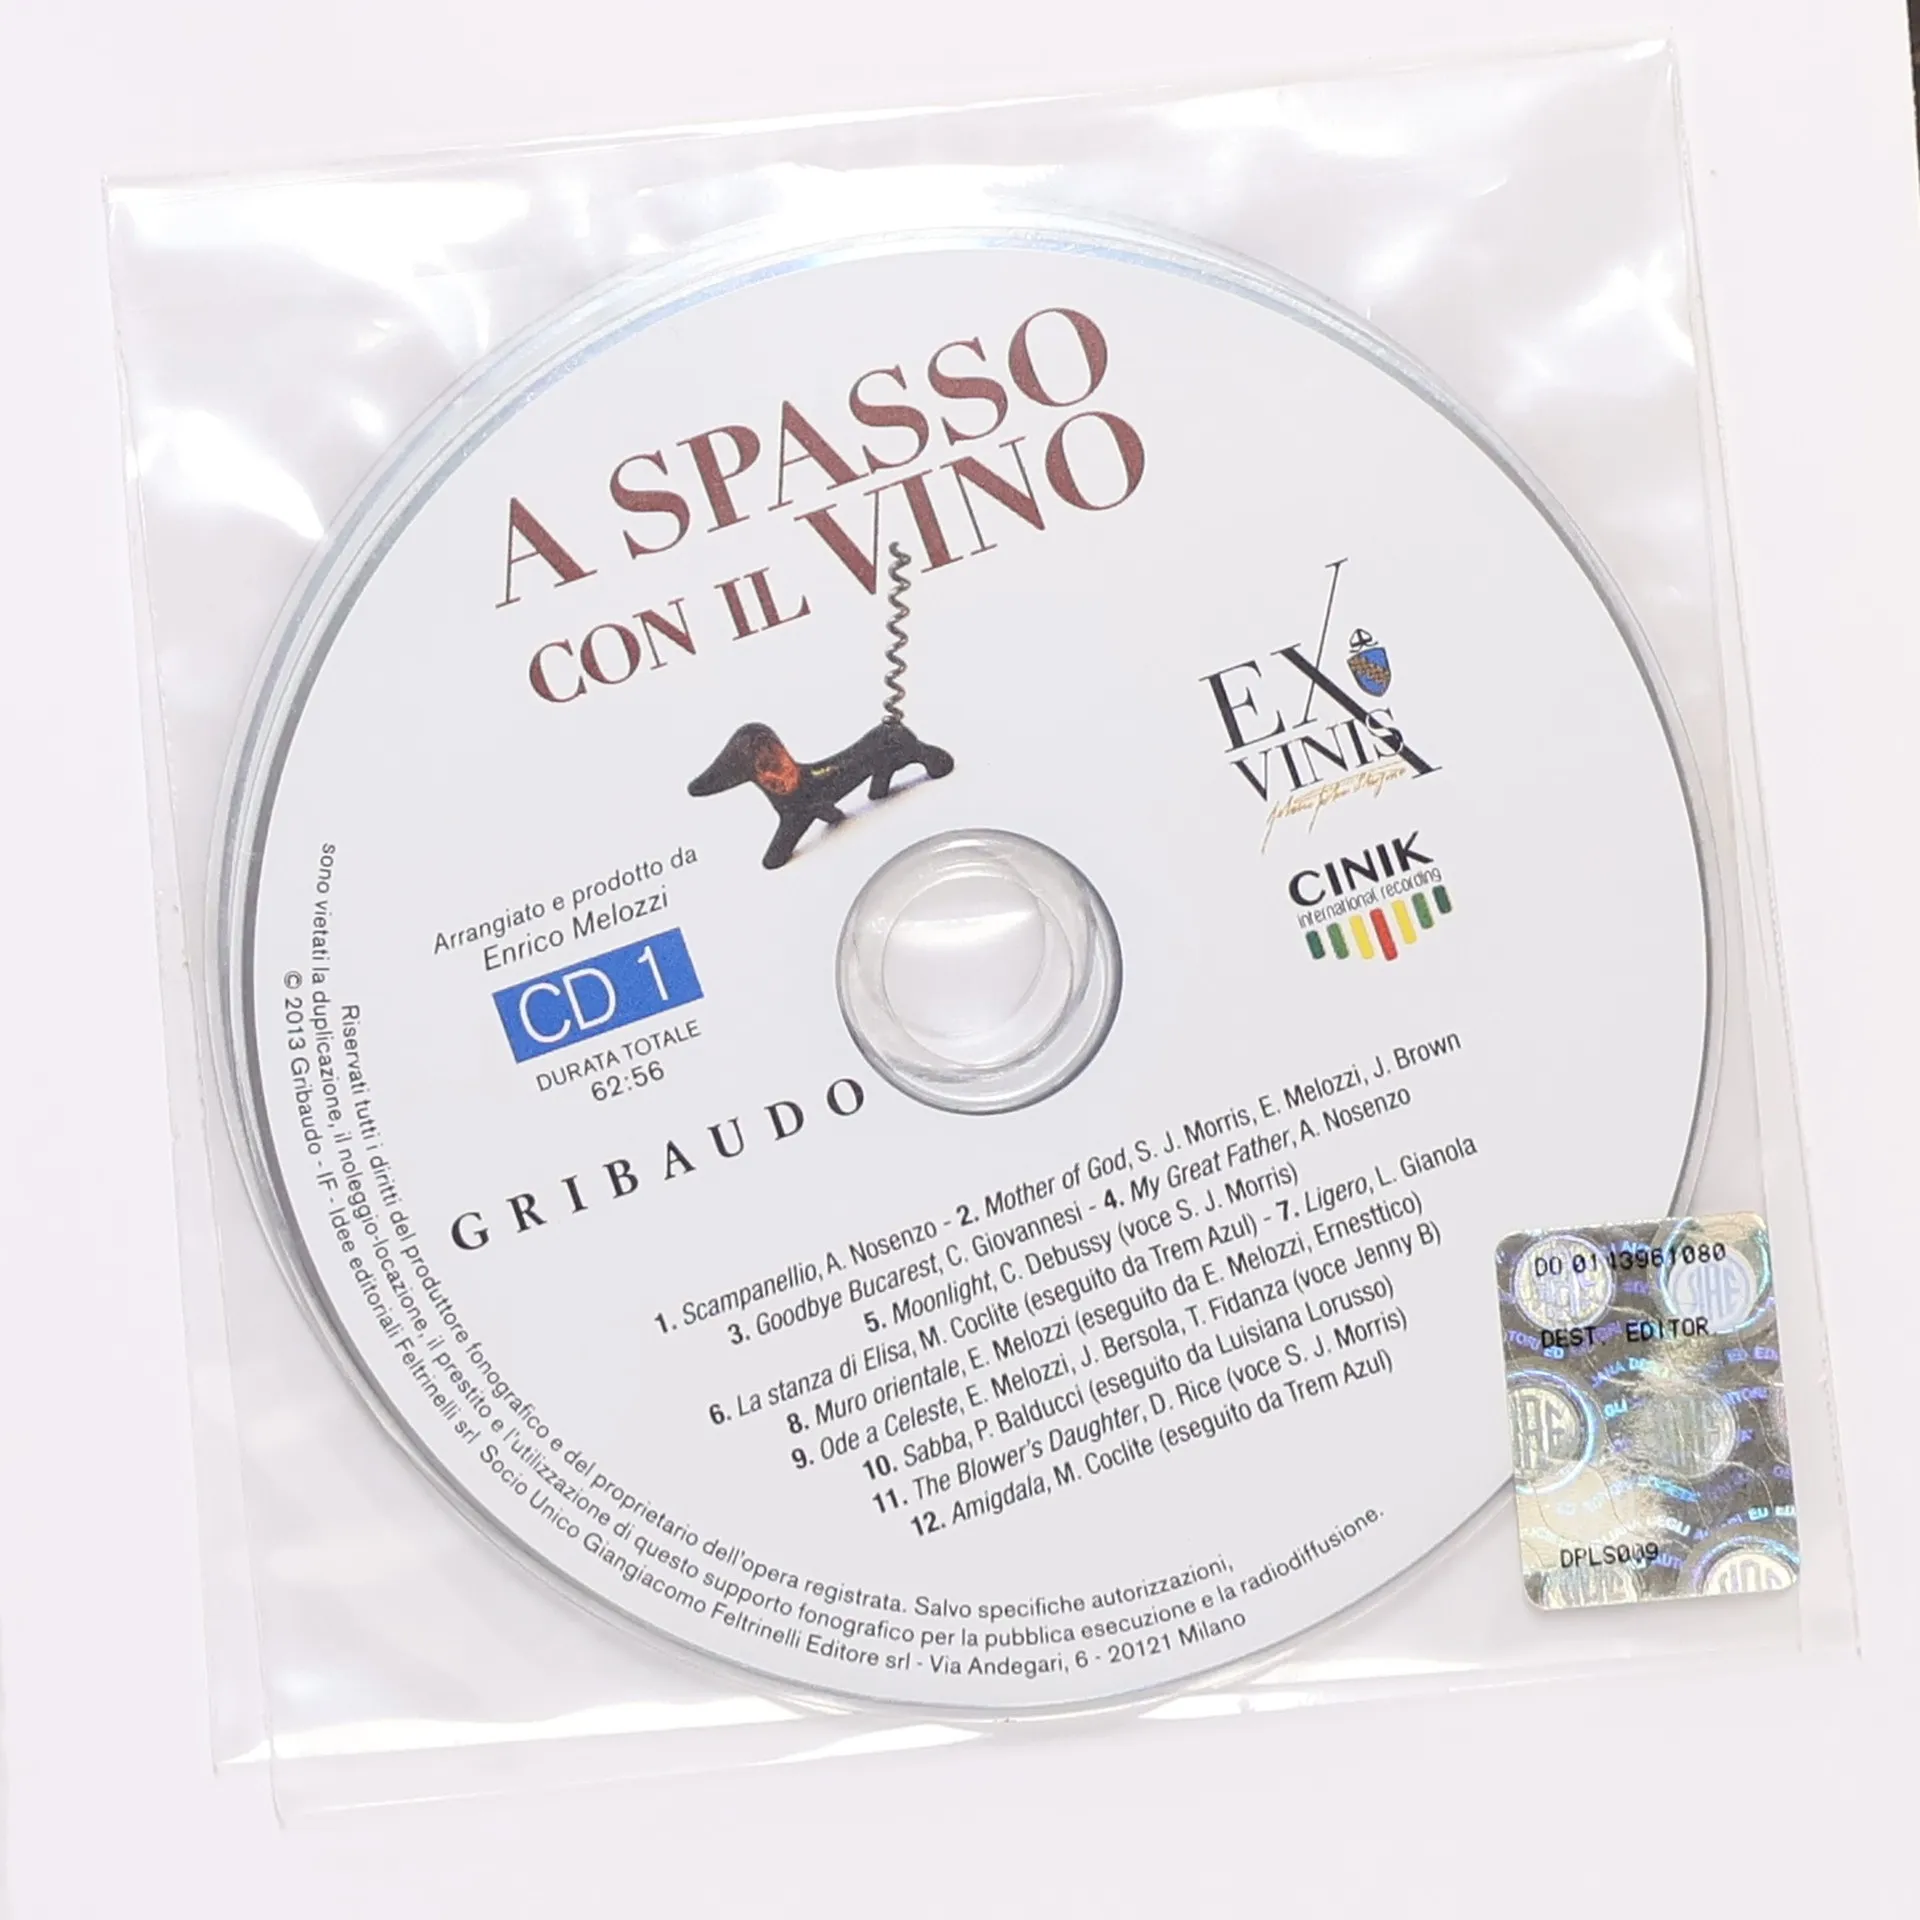 A SPASSO
CON IL VINO
EX
VINIS
CINIK
international recording
Arrangiato e prodotto da
Enrico Melozzi
CD 1
DURATA TOTALE
62:56
GRIBAUDO
1. Scampanellio, A. Nosenzo - 2. Mother of God, S. J. Morris, E. Melozzi, J. Brown
3. Goodbye Bucarest, C. Giovannesi - 4. My Great Father, A. Nosenzo
5. Moonlight, C. Debussy (voce S. J. Morris)
6. La stanza di Elisa, M. Coclite (eseguito da Trem Azul) - 7. Ligero, L. Gianola
8. Muro orientale, E. Melozzi (eseguito da E. Melozzi, Ernesttico)
9. Ode a Celeste, E. Melozzi, J. Bersola, T. Fidanza (voce Jenny B)
10. Sabba, P. Balducci (eseguito da Luisiana Lorusso)
11. The Blower's Daughter, D. Rice (voce S. J. Morris)
12. Amigdala, M. Coclite (eseguito da Trem Azul)
Riservati tutti i diritti del produttore fonografico e del proprietario dell'opera registrata. Salvo specifiche autorizzazioni,
sono vietati la duplicazione, il noleggio-locazione, il prestito e l'utilizzazione di questo supporto fonografico per la pubblica esecuzione e la radiodiffusione.
© 2013 Gribaudo - IF - Idee editoriali Feltrinelli srl Socio Unico Giangiacomo Feltrinelli Editore srl - Via Andegari, 6 - 20121 Milano
DO 0143961080
DEST. EDITOR
DPLS009